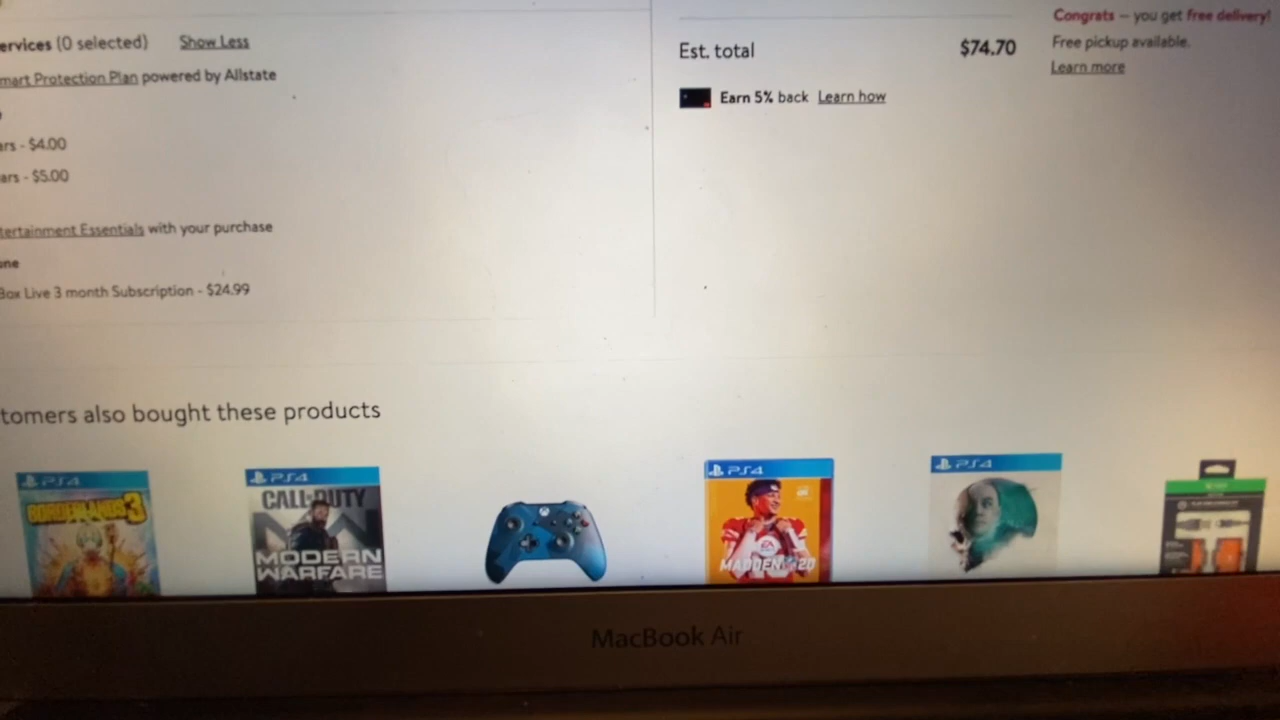 ervices (0 selected) Show Less
mart Protection Plan powered by Allstate
ars - $4.00
ars - $5.00
tertainment Essentials with your purchase
one
Box Live 3 month Subscription - $24.99
Est. total $74.70
Earn 5% back Learn how
Congrats — you get free delivery!
Free pickup available.
Learn more
tomers also bought these products
PS4
BORDERLANDS 3
PS4
CALL OF DUTY
MODERN
WARFARE
PS4
EA
MADDEN 20
PS4
MacBook Air